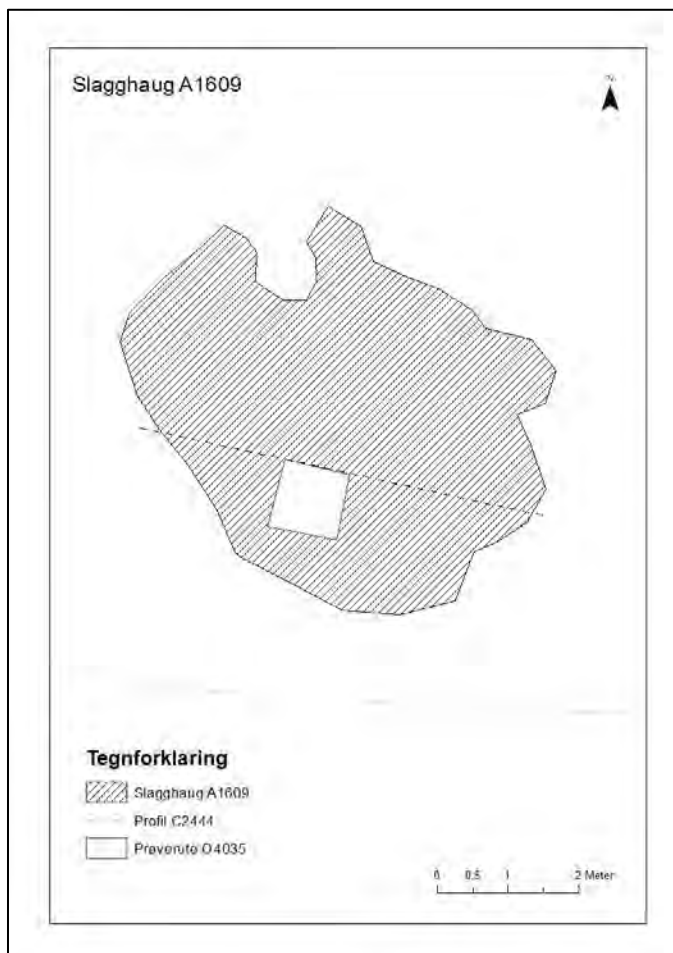 Slagghaug A1609
N
Tegnforklaring
Slagghaug A1609
Profil C2444
Prøverute O4035
0 0.5 1 2 Meter